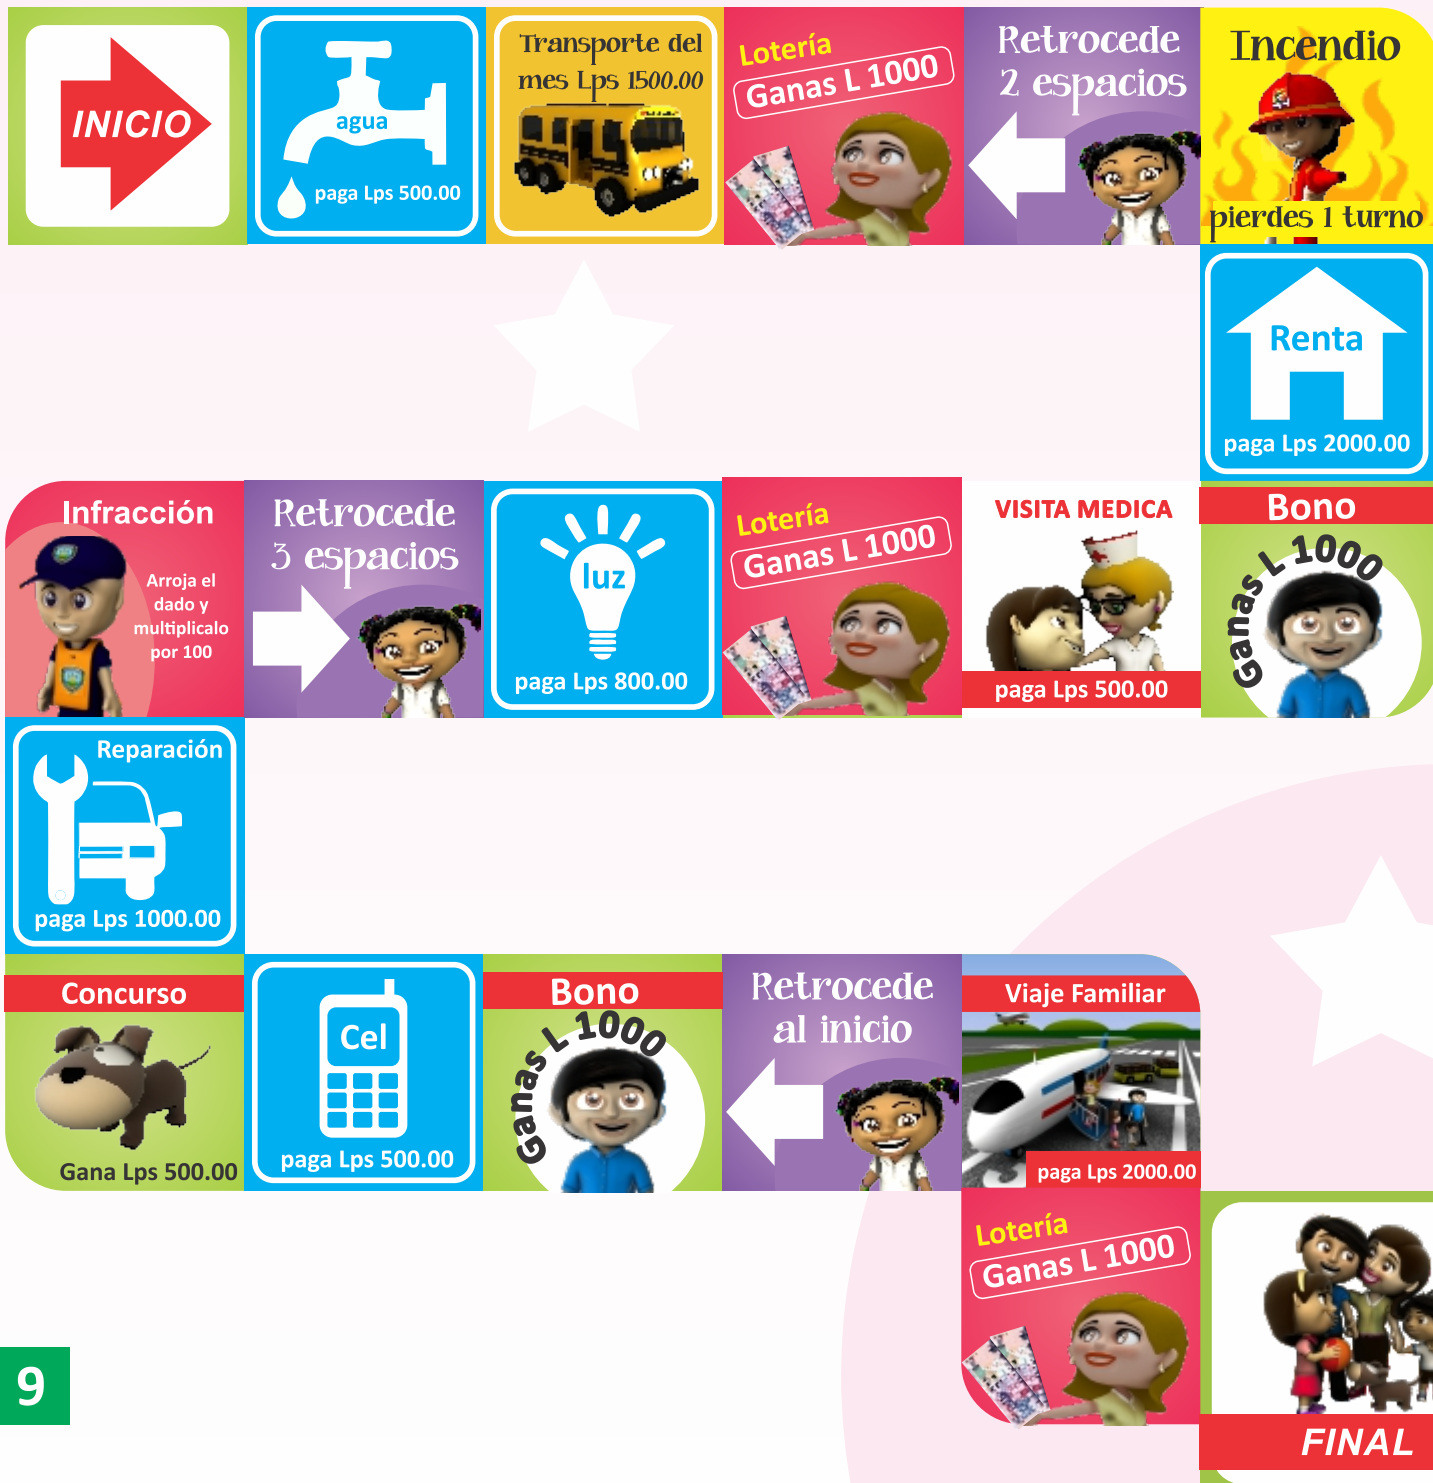 INICIO
agua
paga Lps 500.00
Transporte del
mes Lps 1500.00
Lotería
Ganas L 1000
Retrocede
2 espacios
Incendio
pierdes 1 turno
Renta
paga Lps 2000.00
Infracción
Arroja el
dado y
multiplicalo
por 100
Retrocede
3 espacios
luz
paga Lps 800.00
Lotería
Ganas L 1000
VISITA MEDICA
paga Lps 500.00
Bono
Ganas L 1000
Reparación
paga Lps 1000.00
Concurso
Gana Lps 500.00
Cel
paga Lps 500.00
Bono
Ganas L 1000
Retrocede
al inicio
Viaje Familiar
paga Lps 2000.00
Lotería
Ganas L 1000
FINAL
9